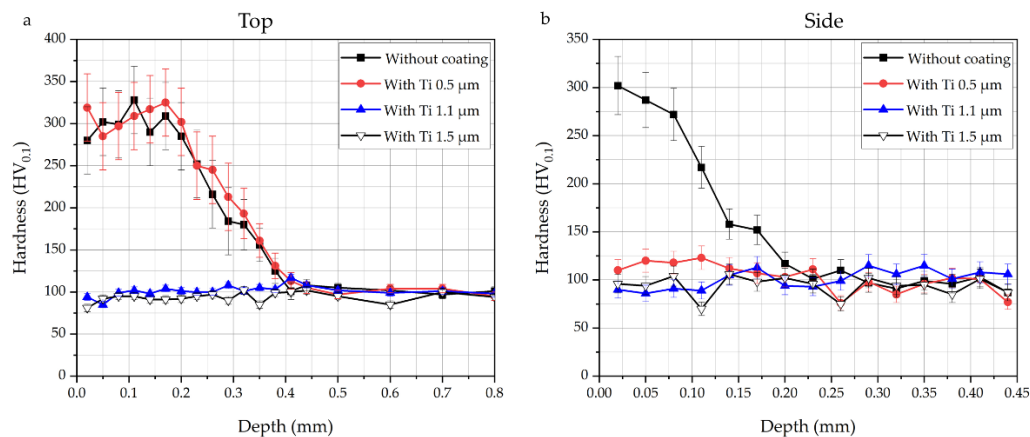 a
Top
400
350
300
250
200
150
100
50
0
Hardness (HV0.1)
Without coating
With Ti 0.5 μm
With Ti 1.1 μm
With Ti 1.5 μm
0.0 0.1 0.2 0.3 0.4 0.5 0.6 0.7 0.8
Depth (mm)
b
Side
350
300
250
200
150
100
50
0
Hardness (HV0.1)
Without coating
With Ti 0.5 μm
With Ti 1.1 μm
With Ti 1.5 μm
0.00 0.05 0.10 0.15 0.20 0.25 0.30 0.35 0.40 0.45
Depth (mm)